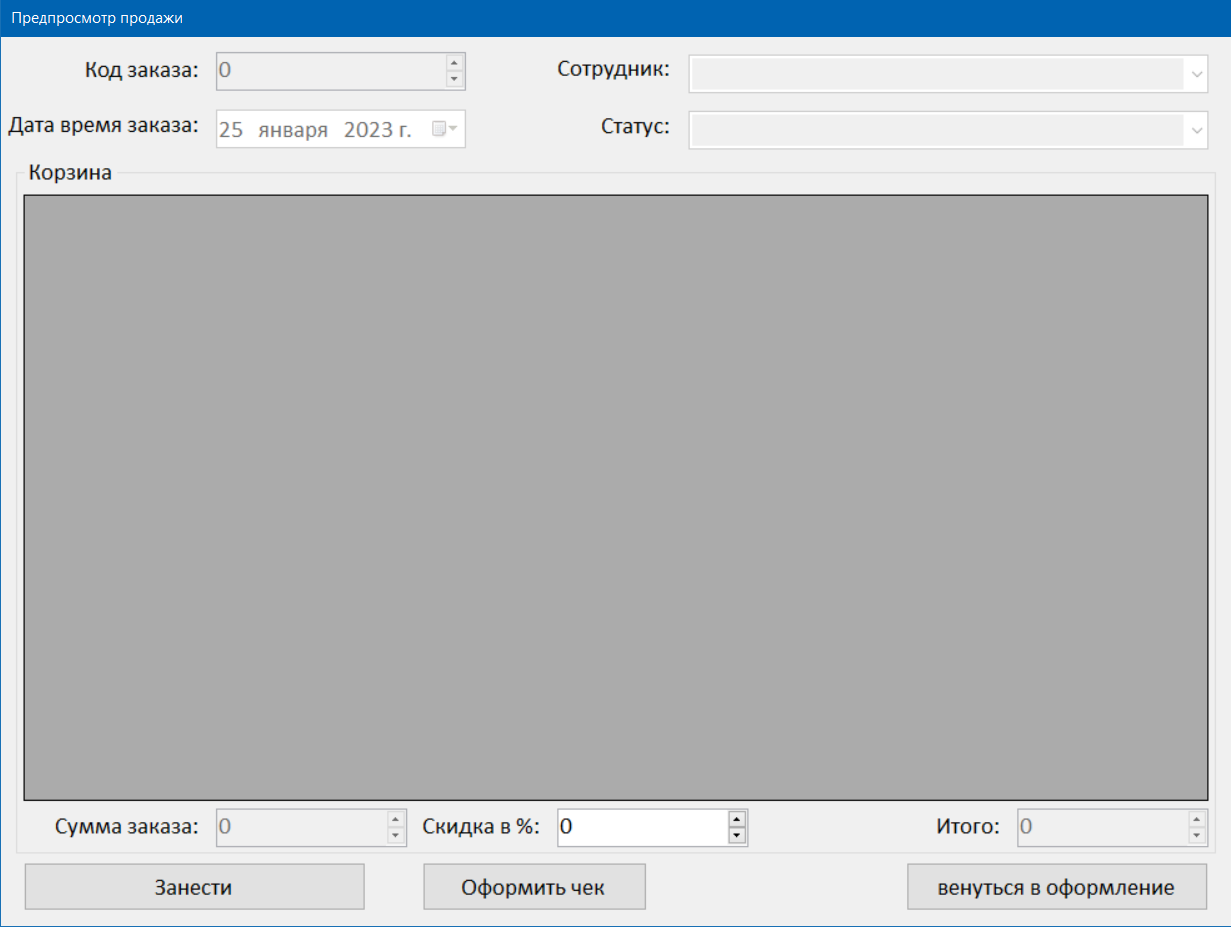 Предпросмотр продажи
Код заказа: 0 Сотрудник:
Дата время заказа: 25 января 2023 г. Статус:
Корзина
Сумма заказа: 0 Скидка в %: 0 Итого: 0
Занести Оформить чек венуться в оформление